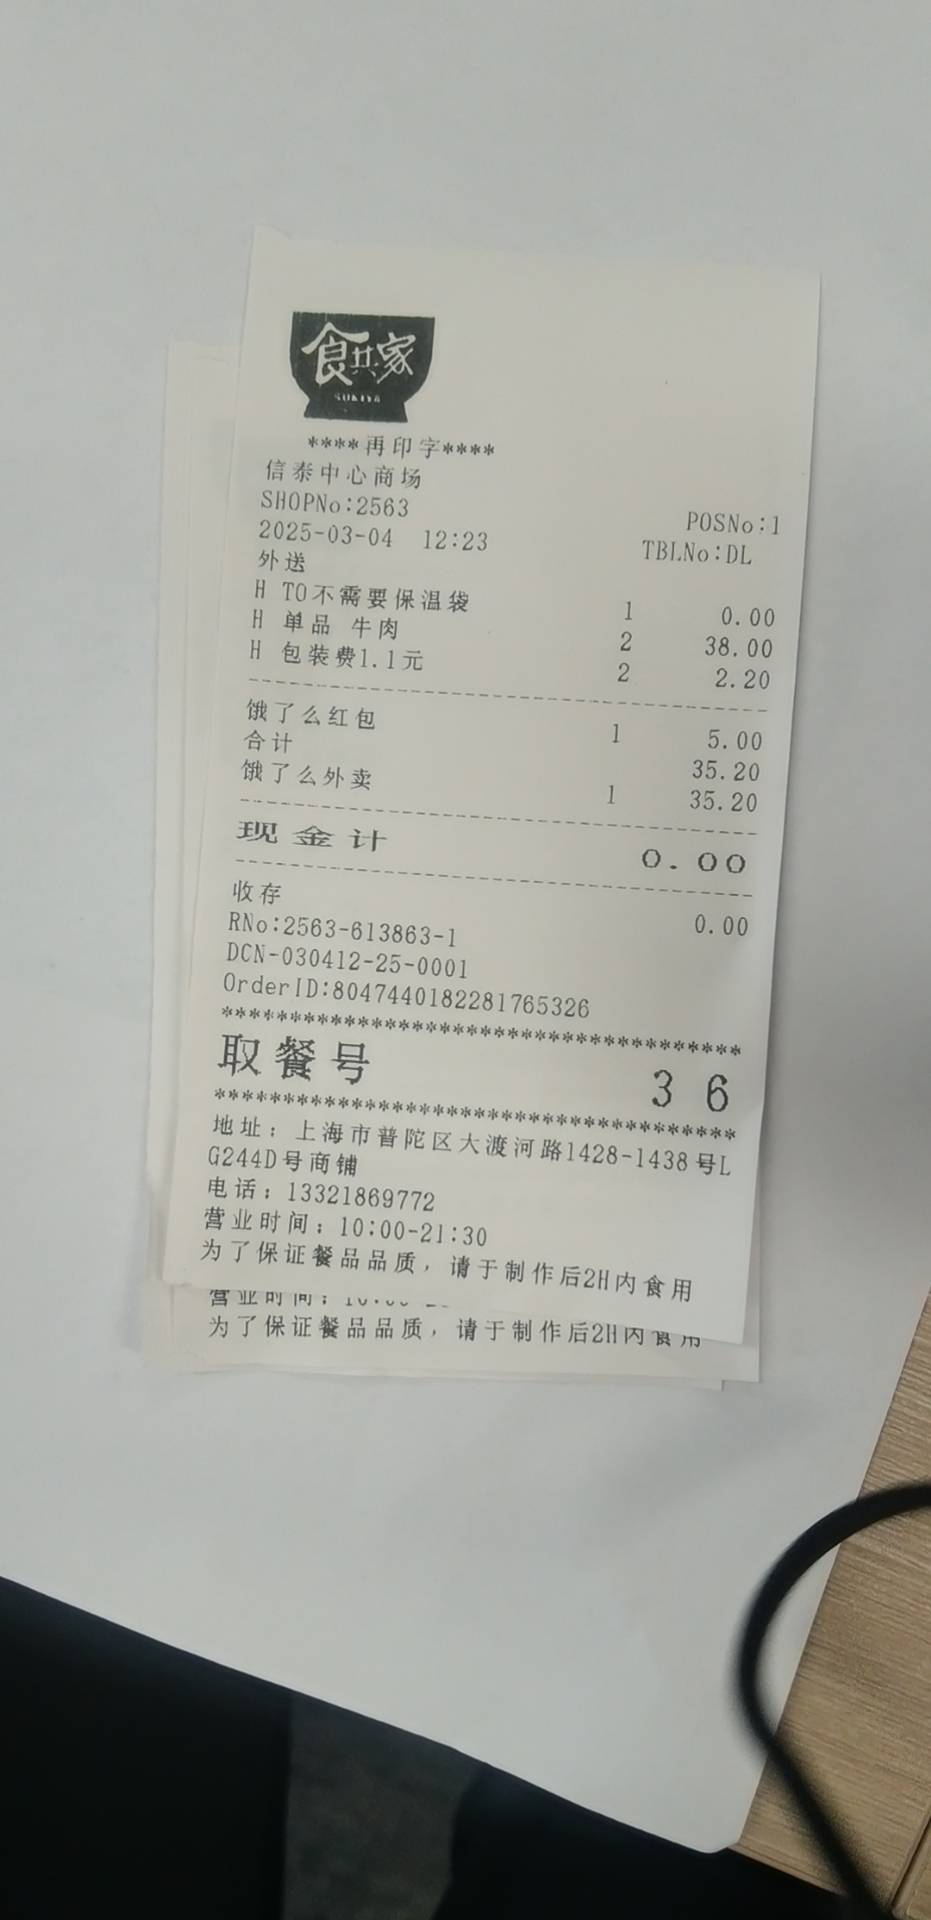 食其家
SUKIYA
****再印字****
信泰中心商场
SHOPNo:2563 POSNo:1
2025-03-04 12:23 TBLNo:DL
外送
H TO不需要保温袋 1 0.00
H 单品 牛肉 2 38.00
H 包装费1.1元 2 2.20
饿了么红包 1 5.00
合计 35.20
饿了么外卖 1 35.20
现金计 0.00
收存 0.00
RNo:2563-613863-1
DCN-030412-25-0001
OrderID:8047440182281765326
****************************************
取餐号 36
****************************************
地址：上海市普陀区大渡河路1428-1438号L
G244D号商铺
电话：13321869772
营业时间：10:00-21:30
为了保证餐品品质，请于制作后2H内食用
营业时间：
为了保证餐品品质，请于制作后2H内食用